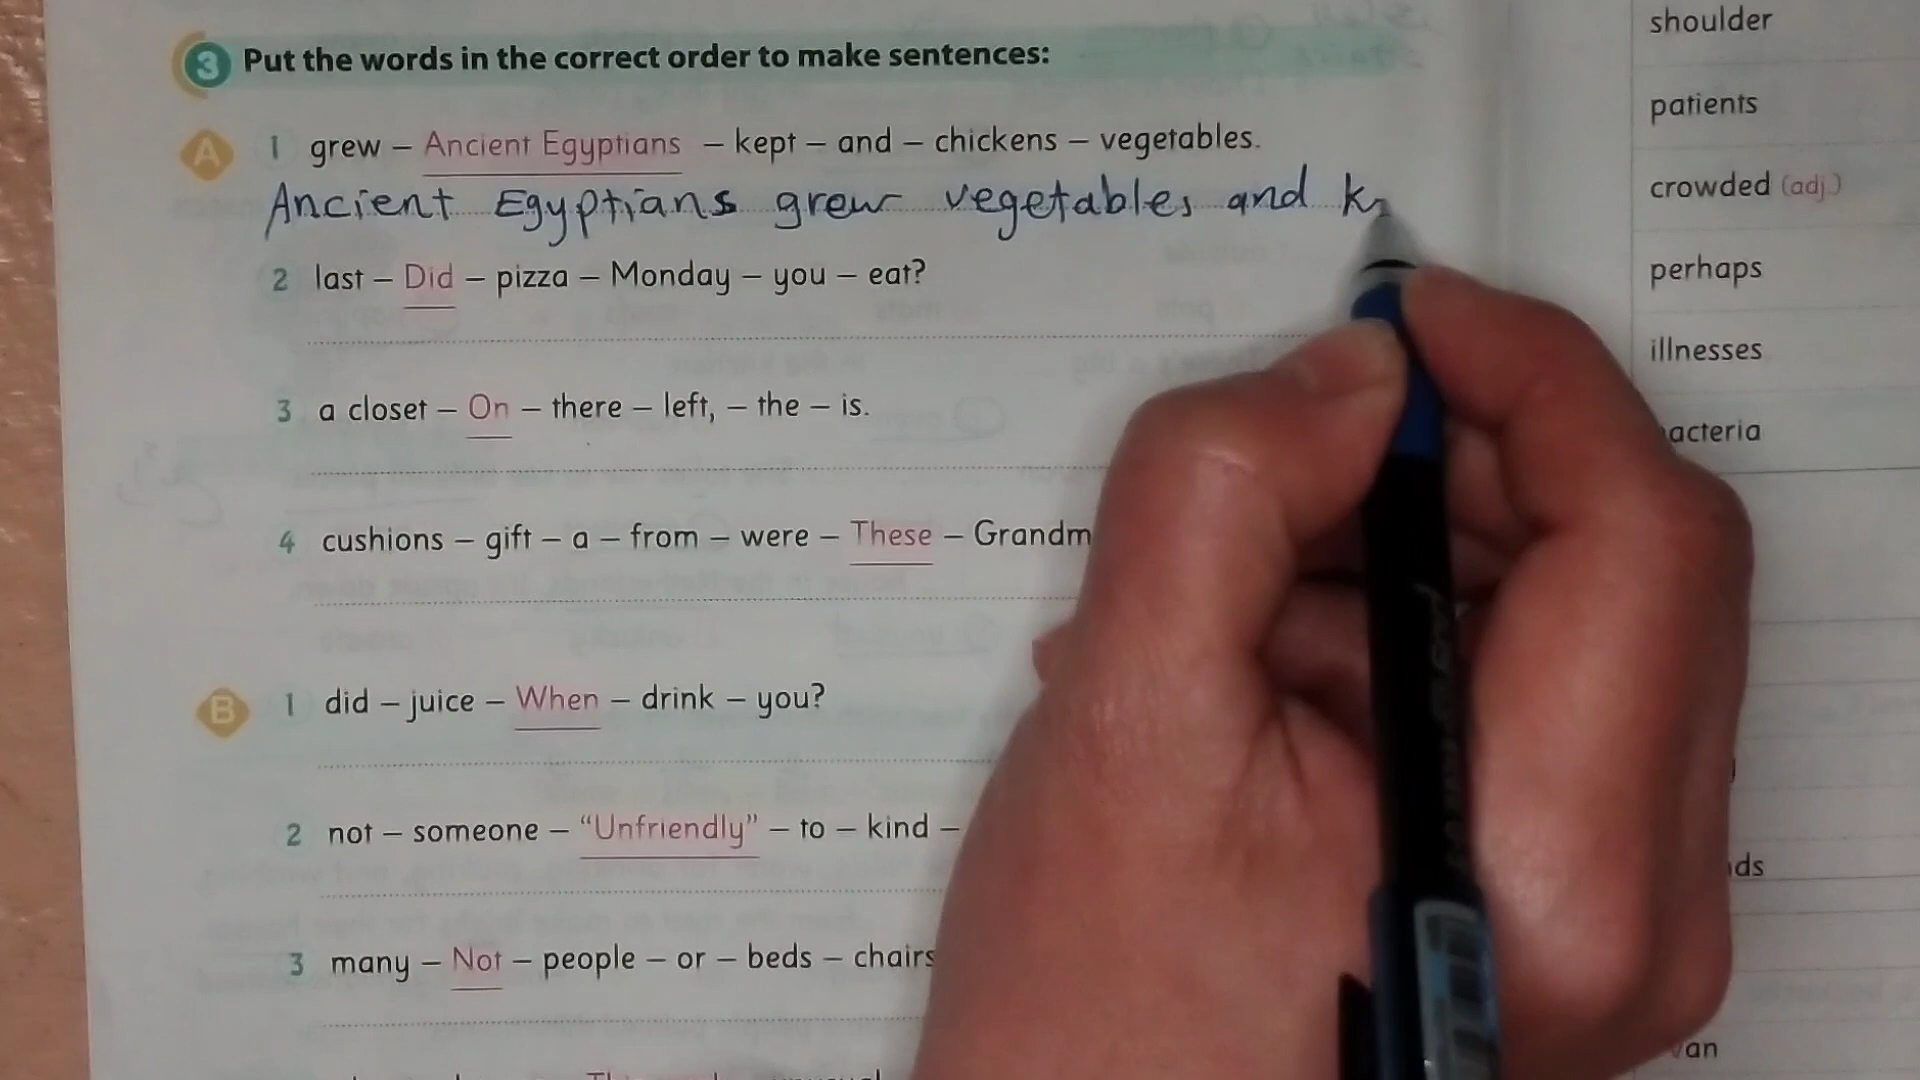 3 Put the words in the correct order to make sentences:
A 1 grew – Ancient Egyptians – kept – and – chickens – vegetables.
Ancient Egyptians grew vegetables and k
2 last – Did – pizza – Monday – you – eat?
3 a closet – On – there – left, – the – is.
4 cushions – gift – a – from – were – These – Grandm
B 1 did – juice – When – drink – you?
2 not – someone – “Unfriendly” – to – kind –
3 many – Not – people – or – beds – chairs
shoulder
patients
crowded (adj.)
perhaps
illnesses
acteria
ds
an